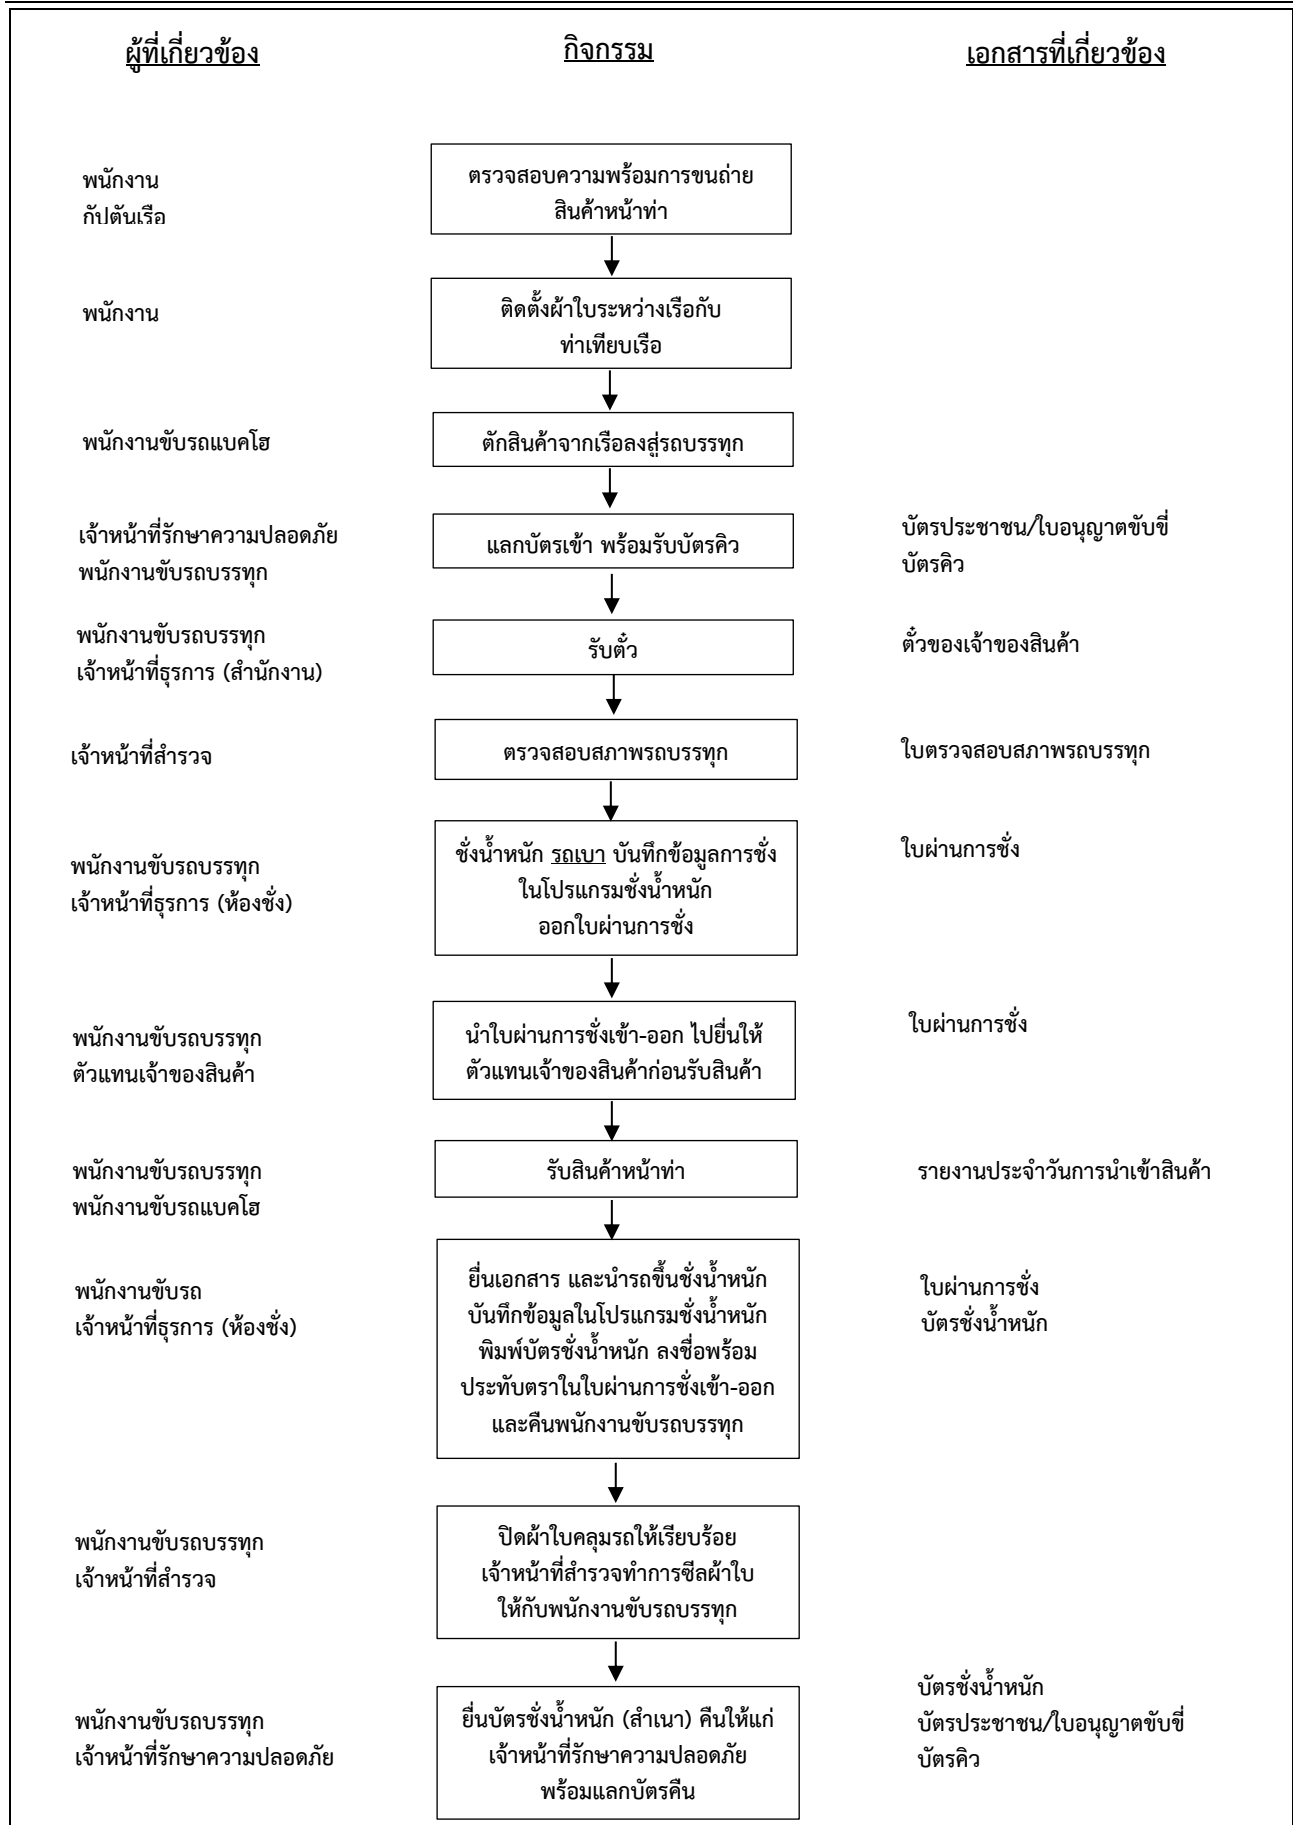 ผู้ที่เกี่ยวข้อง
กิจกรรม
เอกสารที่เกี่ยวข้อง
พนักงาน
กัปตันเรือ
ตรวจสอบความพร้อมการขนถ่าย
สินค้าหน้าท่า
พนักงาน
ติดตั้งผ้าใบระหว่างเรือกับ
ท่าเทียบเรือ
พนักงานขับรถแบคโฮ
ตักสินค้าจากเรือลงสู่รถบรรทุก
เจ้าหน้าที่รักษาความปลอดภัย
พนักงานขับรถบรรทุก
แลกบัตรเข้า พร้อมรับบัตรคิว
บัตรประชาชน/ใบอนุญาตขับขี่
บัตรคิว
พนักงานขับรถบรรทุก
เจ้าหน้าที่ธุรการ (สำนักงาน)
รับตั๋ว
ตั๋วของเจ้าของสินค้า
เจ้าหน้าที่สำรวจ
ตรวจสอบสภาพรถบรรทุก
ใบตรวจสอบสภาพรถบรรทุก
พนักงานขับรถบรรทุก
เจ้าหน้าที่ธุรการ (ห้องชั่ง)
ชั่งน้ำหนัก รถเบา บันทึกข้อมูลการชั่ง
ในโปรแกรมชั่งน้ำหนัก
ออกใบผ่านการชั่ง
ใบผ่านการชั่ง
พนักงานขับรถบรรทุก
ตัวแทนเจ้าของสินค้า
นำใบผ่านการชั่งเข้า-ออก ไปยื่นให้
ตัวแทนเจ้าของสินค้าก่อนรับสินค้า
ใบผ่านการชั่ง
พนักงานขับรถบรรทุก
พนักงานขับรถแบคโฮ
รับสินค้าหน้าท่า
รายงานประจำวันการนำเข้าสินค้า
พนักงานขับรถ
เจ้าหน้าที่ธุรการ (ห้องชั่ง)
ยื่นเอกสาร และนำรถขึ้นชั่งน้ำหนัก
บันทึกข้อมูลในโปรแกรมชั่งน้ำหนัก
พิมพ์บัตรชั่งน้ำหนัก ลงชื่อพร้อม
ประทับตราในใบผ่านการชั่งเข้า-ออก
และคืนพนักงานขับรถบรรทุก
ใบผ่านการชั่ง
บัตรชั่งน้ำหนัก
พนักงานขับรถบรรทุก
เจ้าหน้าที่สำรวจ
ปิดผ้าใบคลุมรถให้เรียบร้อย
เจ้าหน้าที่สำรวจทำการซีลผ้าใบ
ให้กับพนักงานขับรถบรรทุก
พนักงานขับรถบรรทุก
เจ้าหน้าที่รักษาความปลอดภัย
ยื่นบัตรชั่งน้ำหนัก (สำเนา) คืนให้แก่
เจ้าหน้าที่รักษาความปลอดภัย
พร้อมแลกบัตรคืน
บัตรชั่งน้ำหนัก
บัตรประชาชน/ใบอนุญาตขับขี่
บัตรคิว